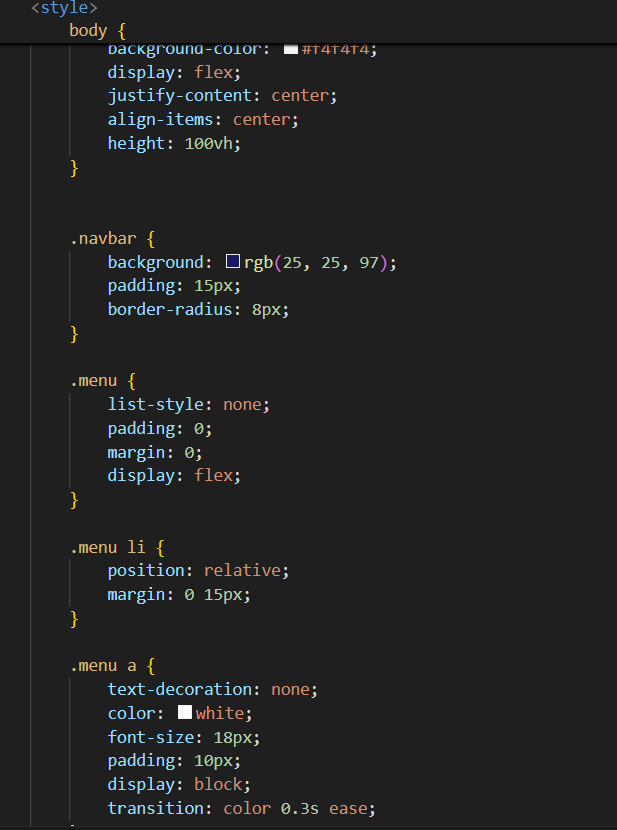 <style>
body {
background-color: #f4f4f4;
display: flex;
justify-content: center;
align-items: center;
height: 100vh;
}
.navbar {
background: rgb(25, 25, 97);
padding: 15px;
border-radius: 8px;
}
.menu {
list-style: none;
padding: 0;
margin: 0;
display: flex;
}
.menu li {
position: relative;
margin: 0 15px;
}
.menu a {
text-decoration: none;
color: white;
font-size: 18px;
padding: 10px;
display: block;
transition: color 0.3s ease;